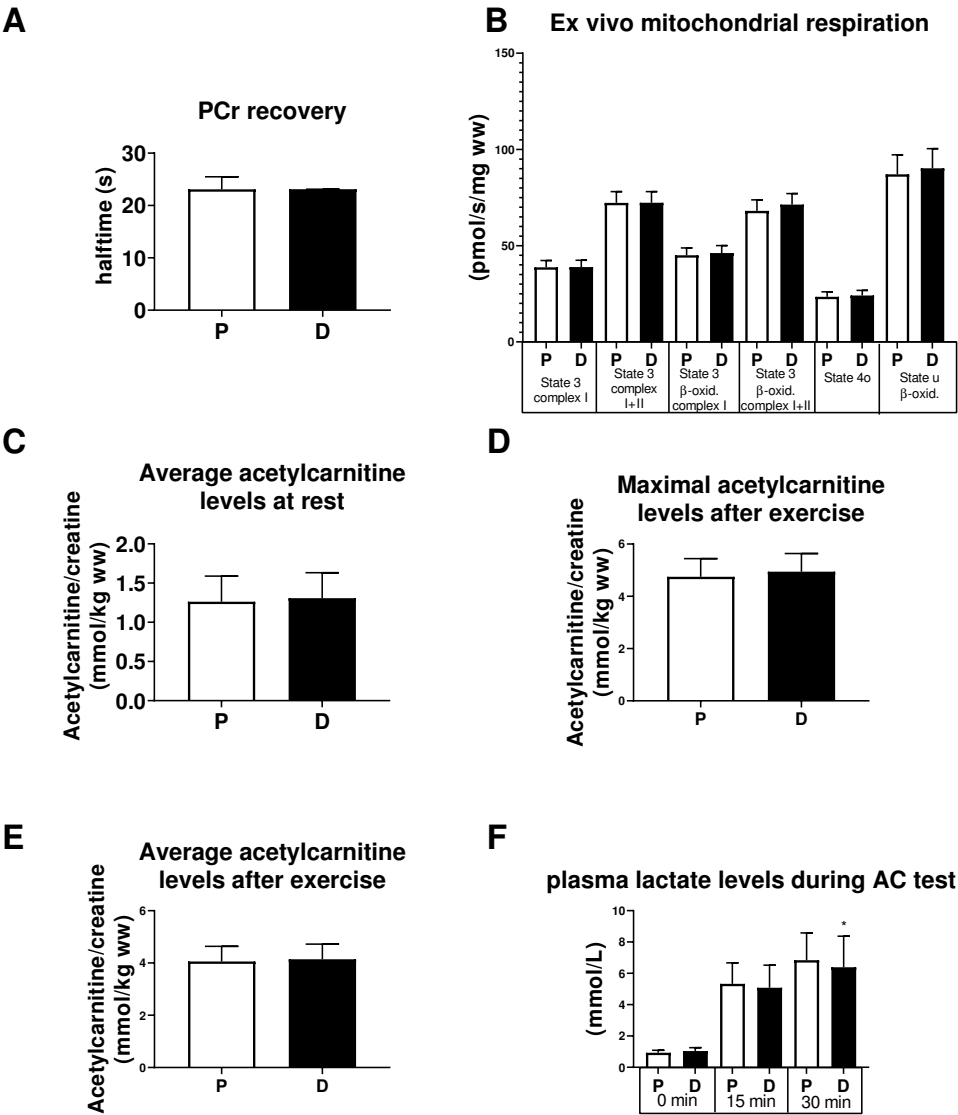 A
PCr recovery
halftime (s)
30
20
10
0
P D
B
Ex vivo mitochondrial respiration
(pmol/s/mg ww)
150
100
50
0
P D P D P D P D P D P D
State 3
complex I
State 3
complex
I+II
State 3
β-oxid.
complex I
State 3
β-oxid.
complex I+II
State 4o
State u
β-oxid.
C
Average acetylcarnitine
levels at rest
Acetylcarnitine/creatine
(mmol/kg ww)
2.0
1.5
1.0
0.5
0.0
P D
D
Maximal acetylcarnitine
levels after exercise
Acetylcarnitine/creatine
(mmol/kg ww)
6
4
2
0
P D
E
Average acetylcarnitine
levels after exercise
Acetylcarnitine/creatine
(mmol/kg ww)
6
4
2
0
P D
F
plasma lactate levels during AC test
(mmol/L)
10
8
6
4
2
0
*
P D P D P D
0 min 15 min 30 min